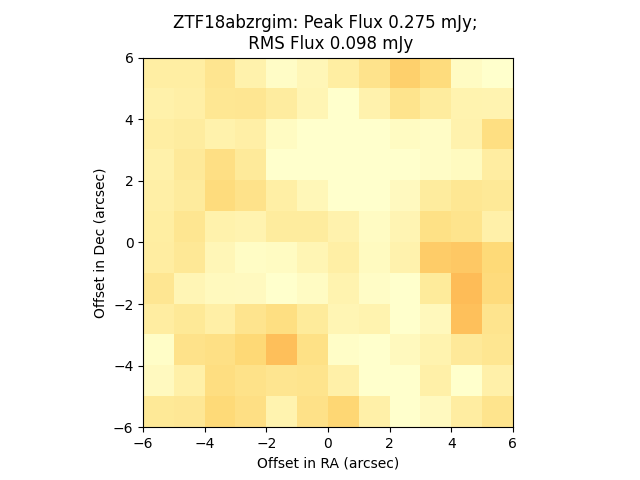 ZTF18abzrgim: Peak Flux 0.275 mJy;
RMS Flux 0.098 mJy
6
4
2
0
−2
−4
−6
Offset in Dec (arcsec)
−6 −4 −2 0 2 4 6
Offset in RA (arcsec)